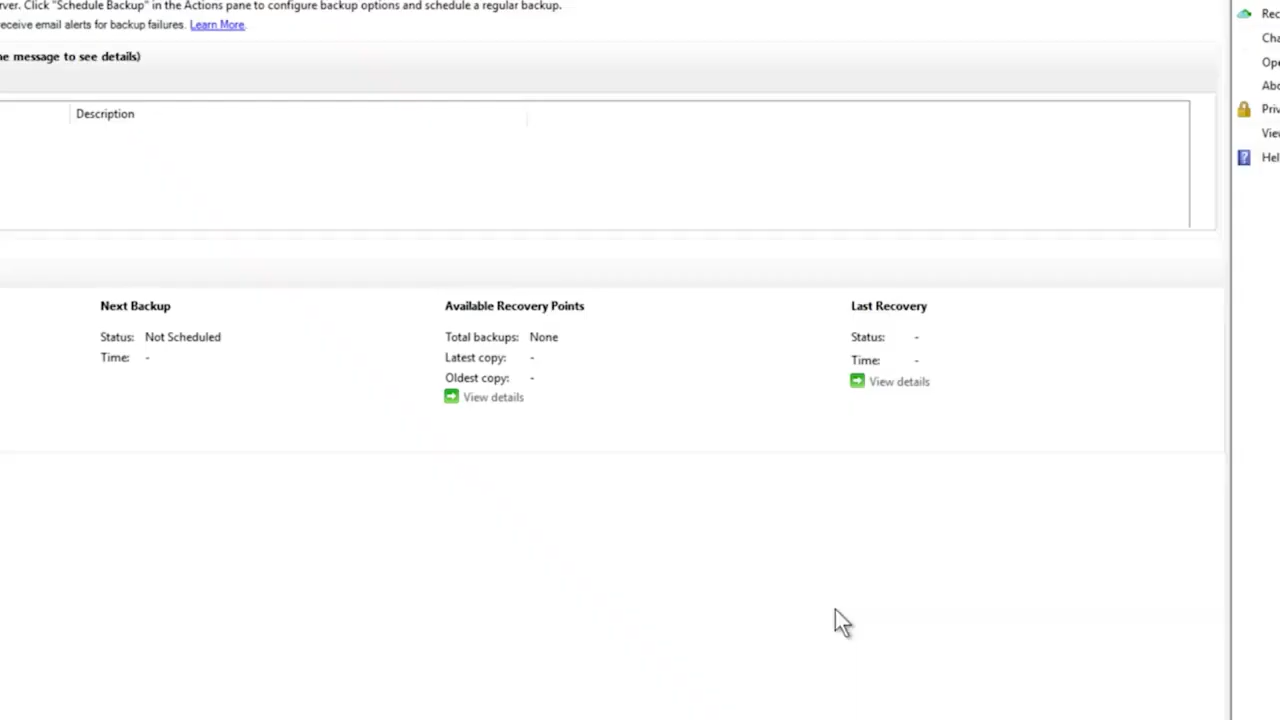 rver. Click "Schedule Backup" in the Actions pane to configure backup options and schedule a regular backup.
receive email alerts for backup failures. Learn More.
ne message to see details)
Description
Next Backup
Status: Not Scheduled
Time: -
Available Recovery Points
Total backups: None
Latest copy: -
Oldest copy: -
View details
Last Recovery
Status: -
Time: -
View details
Rec
Cha
Ope
Abo
Priv
Viev
Hel